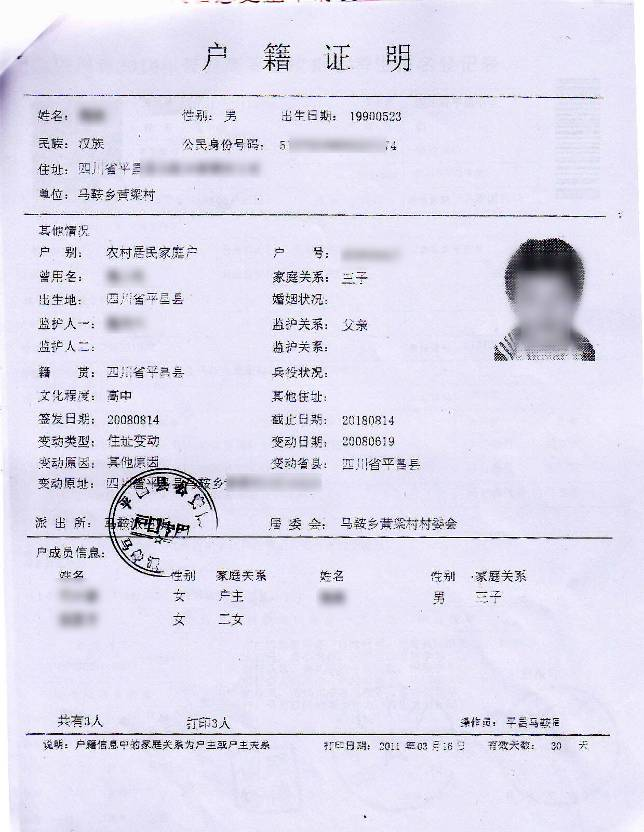 户 籍 证 明
姓名： 性别： 男 出生日期： 19900523
民族： 汉族 公民身份号码： 5 74
住址： 四川省平昌
单位： 马鞍乡黄梁村
其他情况
户 别： 农村居民家庭户 户 号：
曾用名： 家庭关系： 三子
出生地： 四川省平昌县 婚姻状况：
监护人一： 监护关系： 父亲
监护人二： 监护关系：
籍 贯： 四川省平昌县 兵役状况：
文化程度： 高中 其他住址：
签发日期： 20080814 截止日期： 20180814
变动类型： 住址变动 变动日期： 20080619
变动原因： 其他原因 变动省县： 四川省平昌县
变动原址： 四川省平昌县马鞍乡
派 出 所： 马鞍派 居 委 会： 马鞍乡黄梁村村委会
户成员信息：
姓名 性别 家庭关系 姓名 性别 家庭关系
女 户主 男 三子
女 二女
共有3人 打印3人 操作员： 平昌马鞍
说明：户籍信息中的家庭关系为户主或户主关系 打印日期： 2011 年 03 月 16 日 有效天数： 30 天